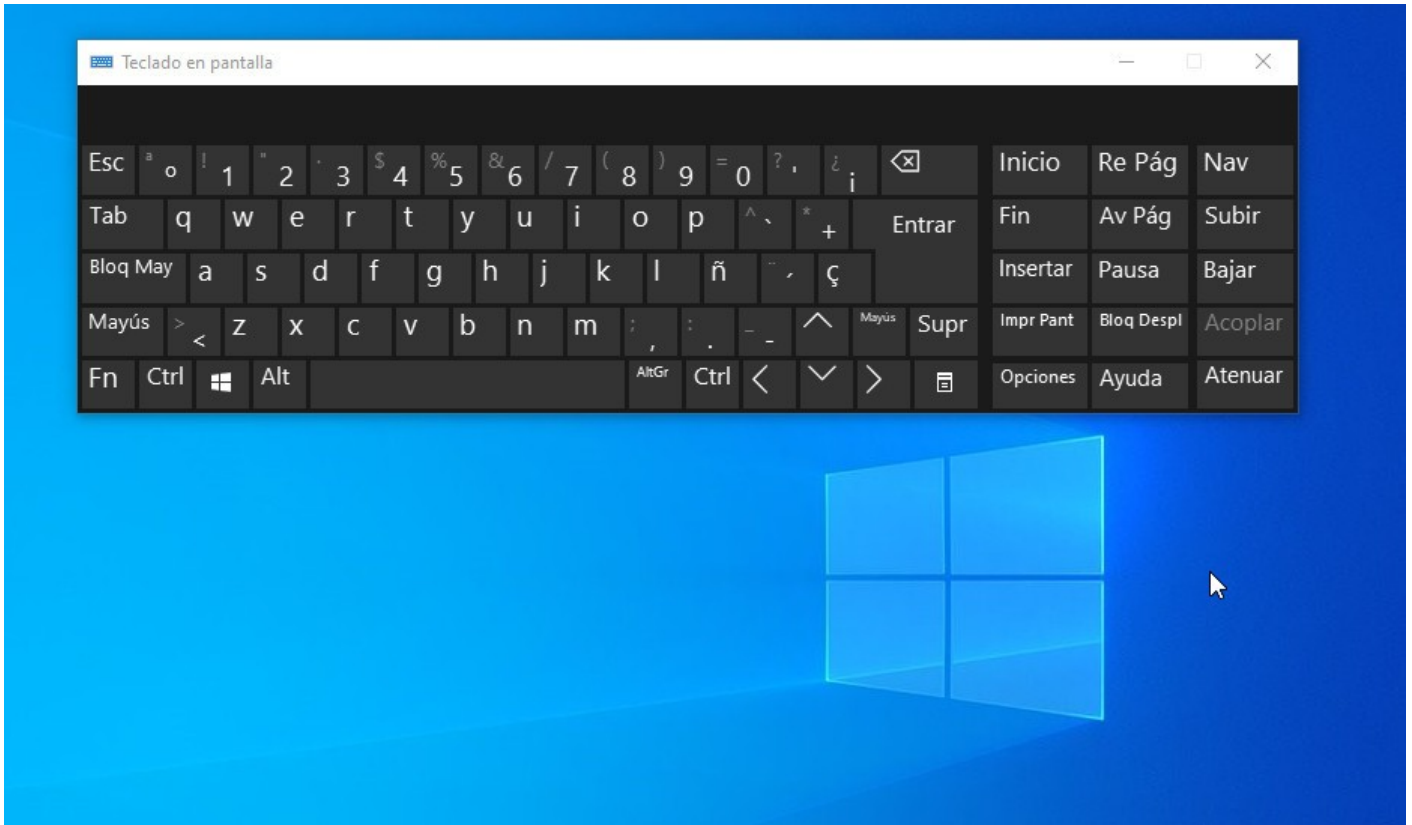 Teclado en pantalla
Esc ª º ! 1 " 2 · 3 $ 4 % 5 & 6 / 7 ( 8 ) 9 = 0 ? ' ¿ ¡ Inicio Re Pág Nav
Tab q w e r t y u i o p ^ ` * + Entrar Fin Av Pág Subir
Bloq May a s d f g h j k l ñ ¨ ´ ç Insertar Pausa Bajar
Mayús > < z x c v b n m ; , : . _ - Mayús Supr Impr Pant Bloq Despl Acoplar
Fn Ctrl Alt AltGr Ctrl Opciones Ayuda Atenuar